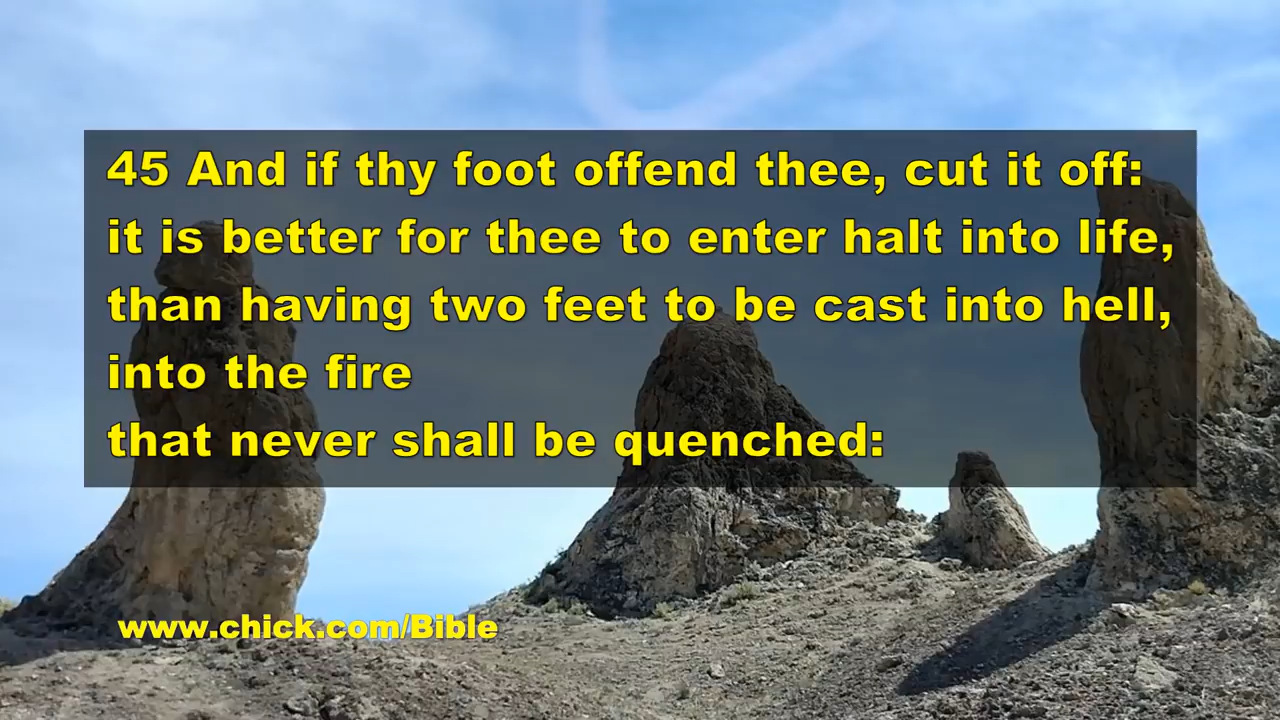 45 And if thy foot offend thee, cut it off:
it is better for thee to enter halt into life,
than having two feet to be cast into hell,
into the fire
that never shall be quenched:
www.chick.com/Bible